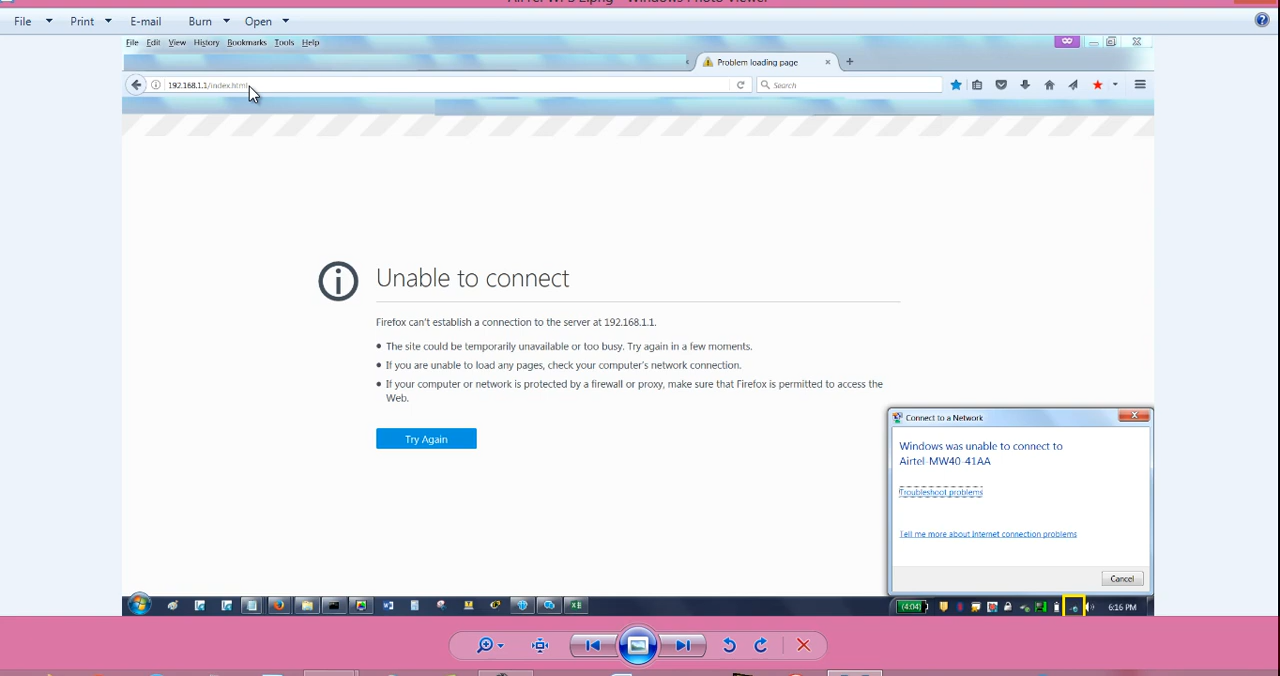 File Print E-mail Burn Open
File Edit View History Bookmarks Tools Help
Problem loading page
192.168.1.1/index.html
Search
Unable to connect
Firefox can't establish a connection to the server at 192.168.1.1.
The site could be temporarily unavailable or too busy. Try again in a few moments.
If you are unable to load any pages, check your computer's network connection.
If your computer or network is protected by a firewall or proxy, make sure that Firefox is permitted to access the
Web.
Try Again
Connect to a Network
Windows was unable to connect to
Airtel-MW40-41AA
Troubleshoot problems
Tell me more about Internet connection problems
Cancel
(4:04)
6:16 PM